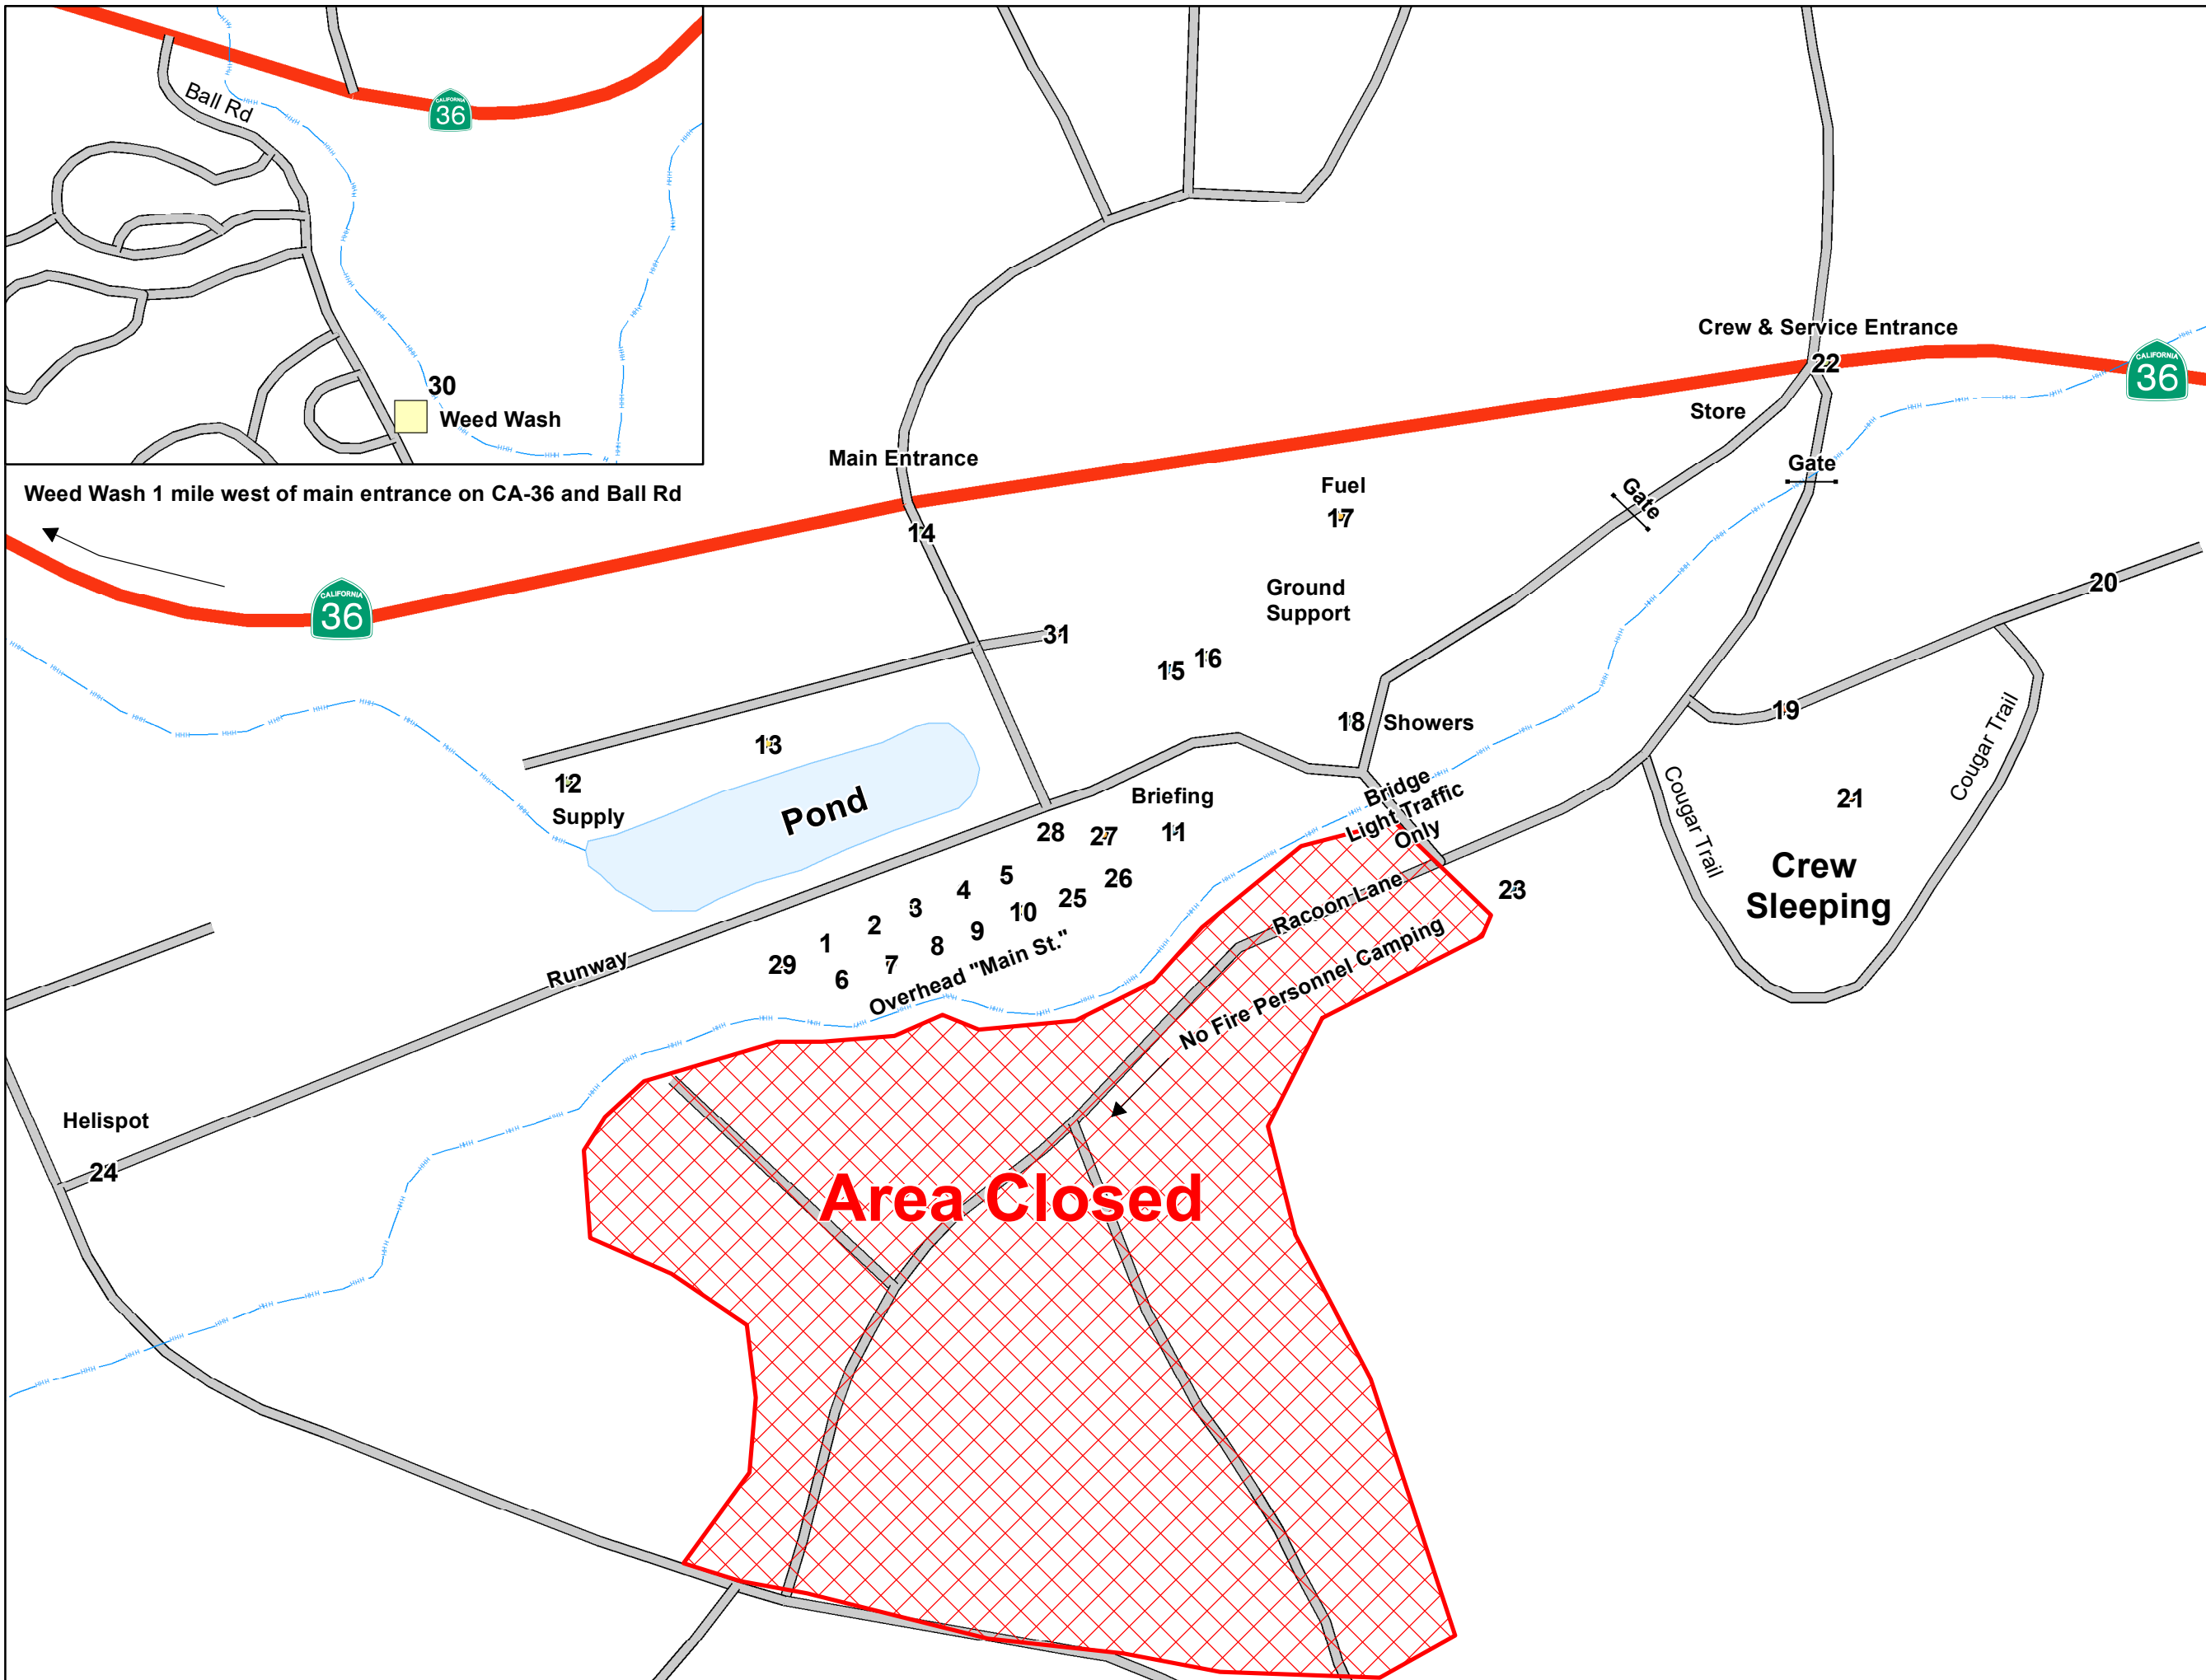 Ball Rd
CALIFORNIA
36
30
Weed Wash
Weed Wash 1 mile west of main entrance on CA-36 and Ball Rd
Crew & Service Entrance
22
CALIFORNIA
36
Store
Gate
Gate
Main Entrance
14
Fuel
17
Ground
Support
CALIFORNIA
36
31
15
16
20
19
18
Showers
13
12
Supply
Pond
Briefing
Bridge
Light Traffic
Only
Cougar Trail
Cougar Trail
21
Crew
Sleeping
28
27
11
5
4
3
2
1
29
26
25
10
9
8
7
6
23
Racoon Lane
Runway
Overhead "Main St."
No Fire Personnel Camping
Helispot
24
Area Closed